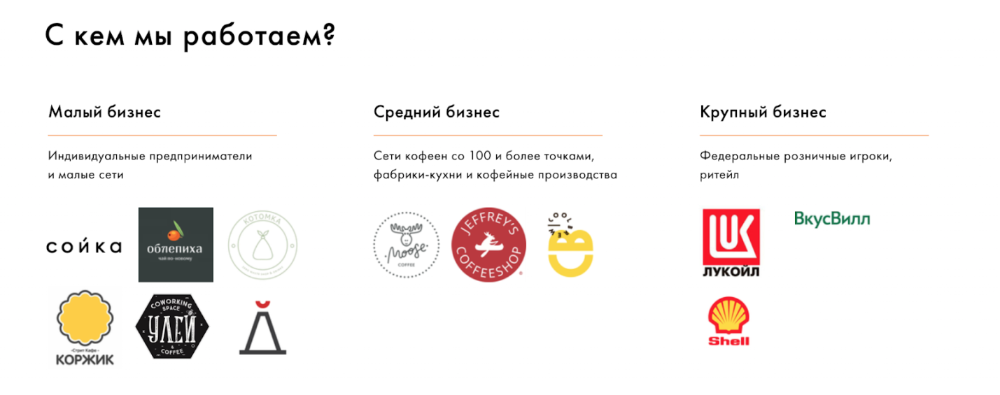 С кем мы работаем?
Малый бизнес
Индивидуальные предприниматели
и малые сети
сойка
облепиха
чай по-новому
КОТОМКА
-Стрит Кафе-
КОРЖИК
COWORKING
SPACE
УЛЕЙ
&
COFFEE
Средний бизнес
Сети кофеен со 100 и более точками,
фабрики-кухни и кофейные производства
Moose
COFFEE
JEFFREY'S
COFFEESHOP
®
COOLBREW
Крупный бизнес
Федеральные розничные игроки,
ритейл
LUK
ЛУКОЙЛ
ВкусВилл
Shell